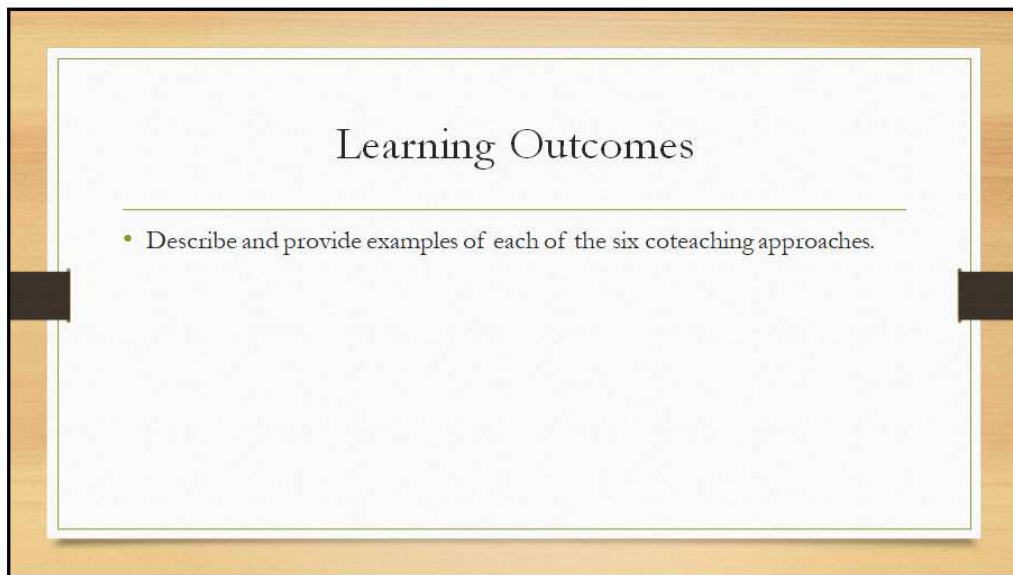 Learning Outcomes
• Describe and provide examples of each of the six coteaching approaches.